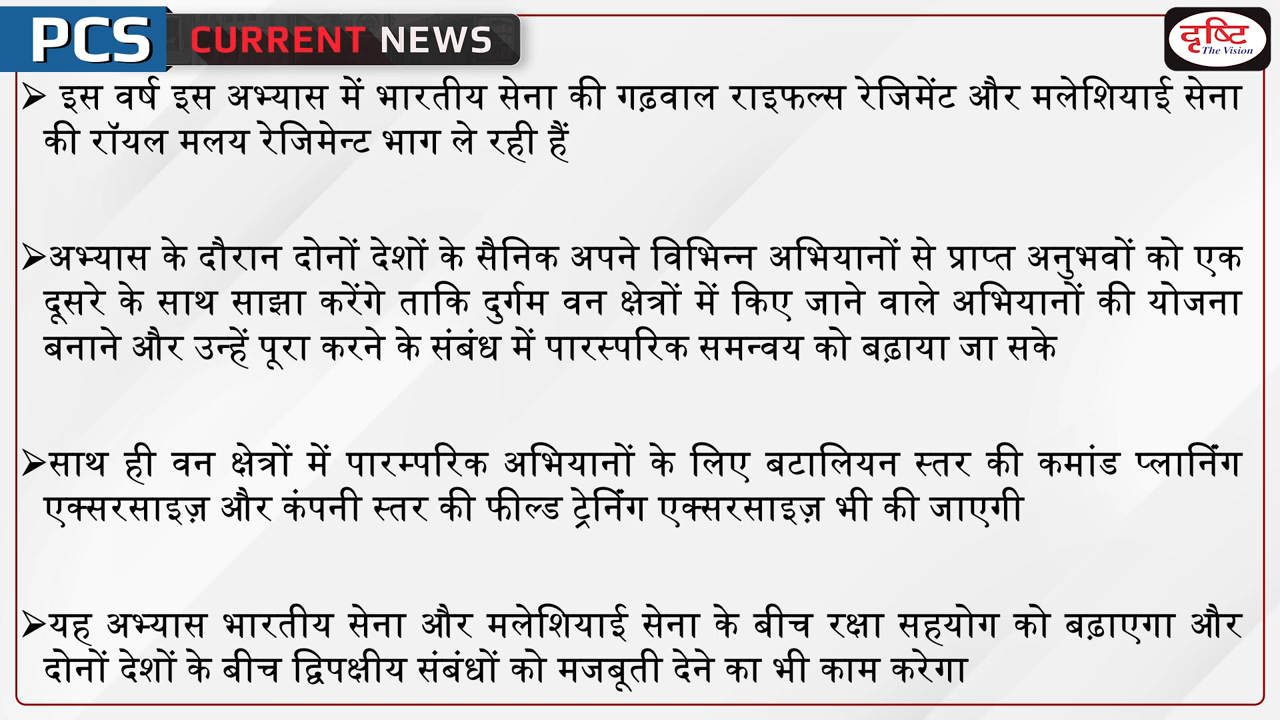 PCS CURRENT NEWS
दृष्टि
The Vision
➢ इस वर्ष इस अभ्यास में भारतीय सेना की गढ़वाल राइफल्स रेजिमेंट और मलेशियाई सेना
की रॉयल मलय रेजिमेन्ट भाग ले रही हैं
➢अभ्यास के दौरान दोनों देशों के सैनिक अपने विभिन्न अभियानों से प्राप्त अनुभवों को एक
दूसरे के साथ साझा करेंगे ताकि दुर्गम वन क्षेत्रों में किए जाने वाले अभियानों की योजना
बनाने और उन्हें पूरा करने के संबंध में पारस्परिक समन्वय को बढ़ाया जा सके
➢साथ ही वन क्षेत्रों में पारम्परिक अभियानों के लिए बटालियन स्तर की कमांड प्लानिंग
एक्सरसाइज़ और कंपनी स्तर की फील्ड ट्रेनिंग एक्सरसाइज़ भी की जाएगी
➢यह अभ्यास भारतीय सेना और मलेशियाई सेना के बीच रक्षा सहयोग को बढ़ाएगा और
दोनों देशों के बीच द्विपक्षीय संबंधों को मजबूती देने का भी काम करेगा